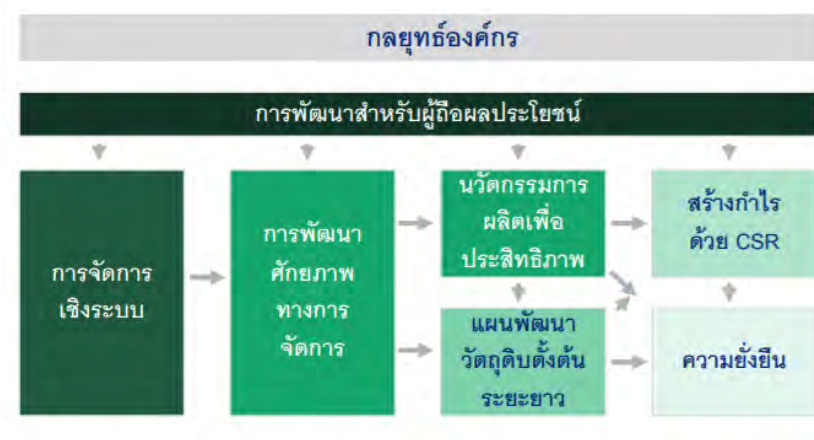 กลยุทธ์องค์กร
การพัฒนาสำหรับผู้ถือผลประโยชน์
การจัดการ
เชิงระบบ
การพัฒนา
ศักยภาพ
ทางการ
จัดการ
นวัตกรรมการ
ผลิตเพื่อ
ประสิทธิภาพ
แผนพัฒนา
วัตถุดิบตั้งต้น
ระยะยาว
สร้างกำไร
ด้วย CSR
ความยั่งยืน